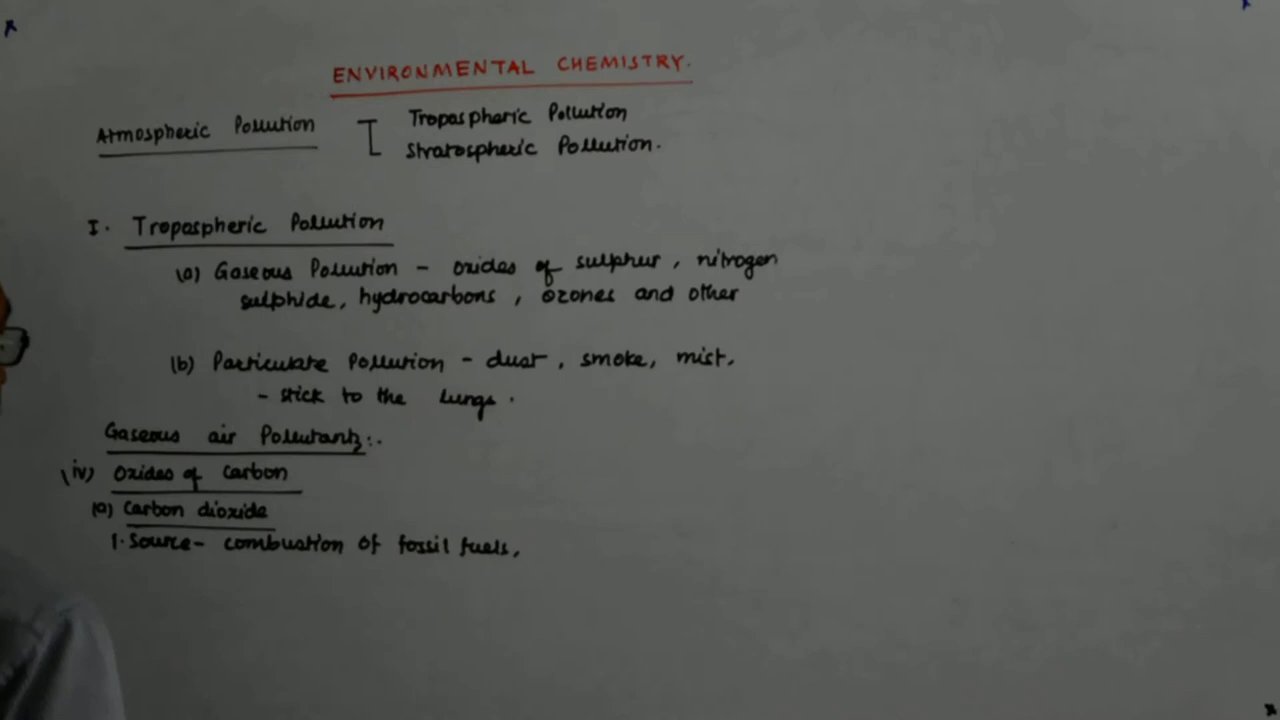 ENVIRONMENTAL CHEMISTRY.
Atmospheric Pollution
Tropospheric Pollution
Stratospheric Pollution.
I. Tropospheric Pollution
(a) Gaseous Pollution - oxides of sulphur, nitrogen
sulphide, hydrocarbons, ozones and other
(b) Particulate Pollution - dust, smoke, mist.
- stick to the lungs.
Gaseous air Pollutants:-
(iv) Oxides of Carbon
(a) Carbon dioxide
1. Source- combustion of fossil fuels,